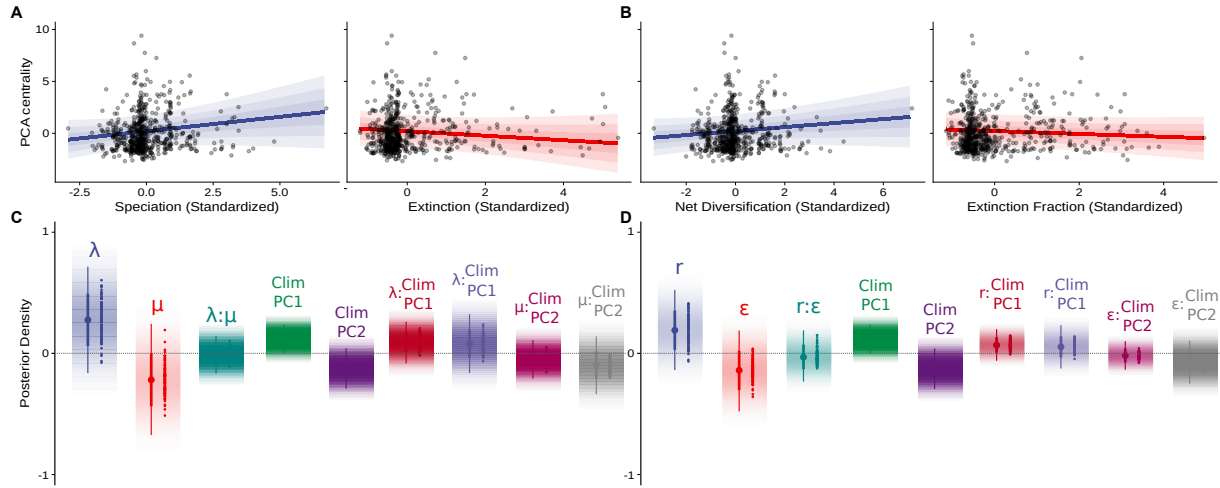 A
B
10
5
0
PCA centrality
-2.5
0.0
2.5
5.0
0
2
4
-2
0
2
4
6
0
2
4
Speciation (Standardized)
Extinction (Standardized)
Net Diversification (Standardized)
Extinction Fraction (Standardized)
C
D
1
0
-1
Posterior Density
λ
μ
λ:μ
Clim
PC1
Clim
PC2
λ:Clim
PC1
λ:Clim
PC1
μ:Clim
PC2
μ:Clim
PC2
1
0
-1
r
ε
r:ε
Clim
PC1
Clim
PC2
r:Clim
PC1
r:Clim
PC1
ε:Clim
PC2
ε:Clim
PC2